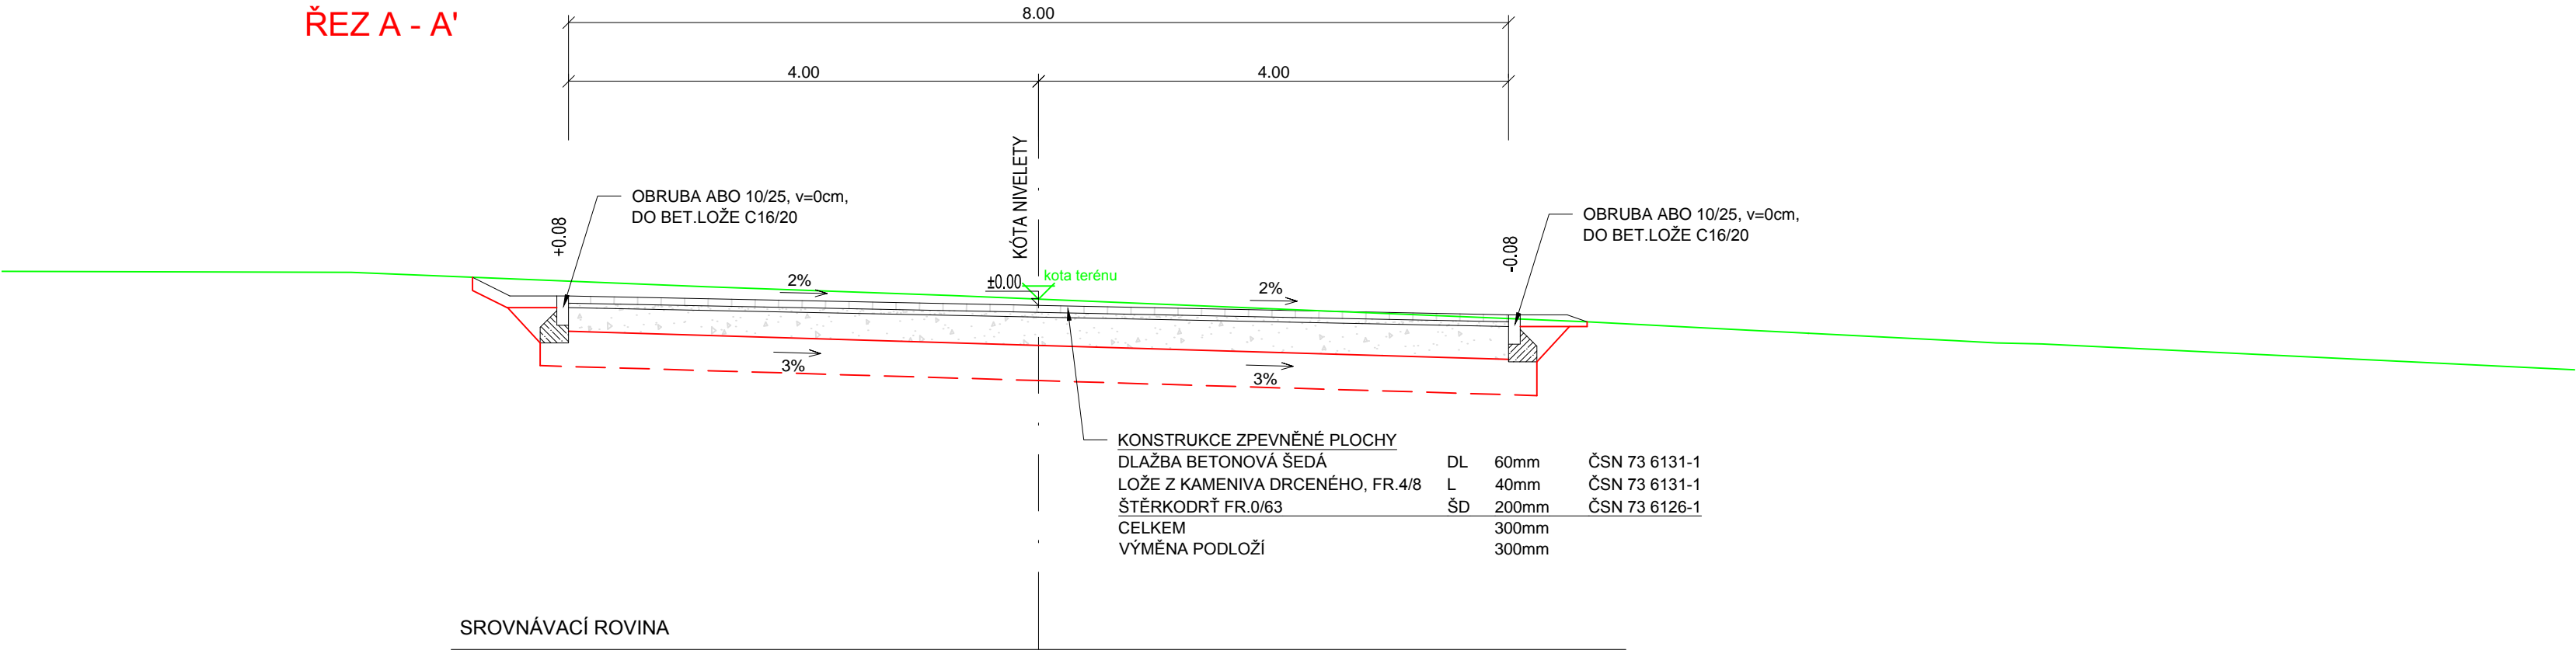 ŘEZ A - A'
8.00
4.00
4.00
KÓTA NIVELETY
OBRUBA ABO 10/25, v=0cm,
DO BET.LOŽE C16/20
OBRUBA ABO 10/25, v=0cm,
DO BET.LOŽE C16/20
+0.08
-0.08
±0.00
kota terénu
2%
2%
3%
3%
KONSTRUKCE ZPEVNĚNÉ PLOCHY
DLAŽBA BETONOVÁ ŠEDÁ DL 60mm ČSN 73 6131-1
LOŽE Z KAMENIVA DRCENÉHO, FR.4/8 L 40mm ČSN 73 6131-1
ŠTĚRKODRŤ FR.0/63 ŠD 200mm ČSN 73 6126-1
CELKEM 300mm
VÝMĚNA PODLOŽÍ 300mm
SROVNÁVACÍ ROVINA